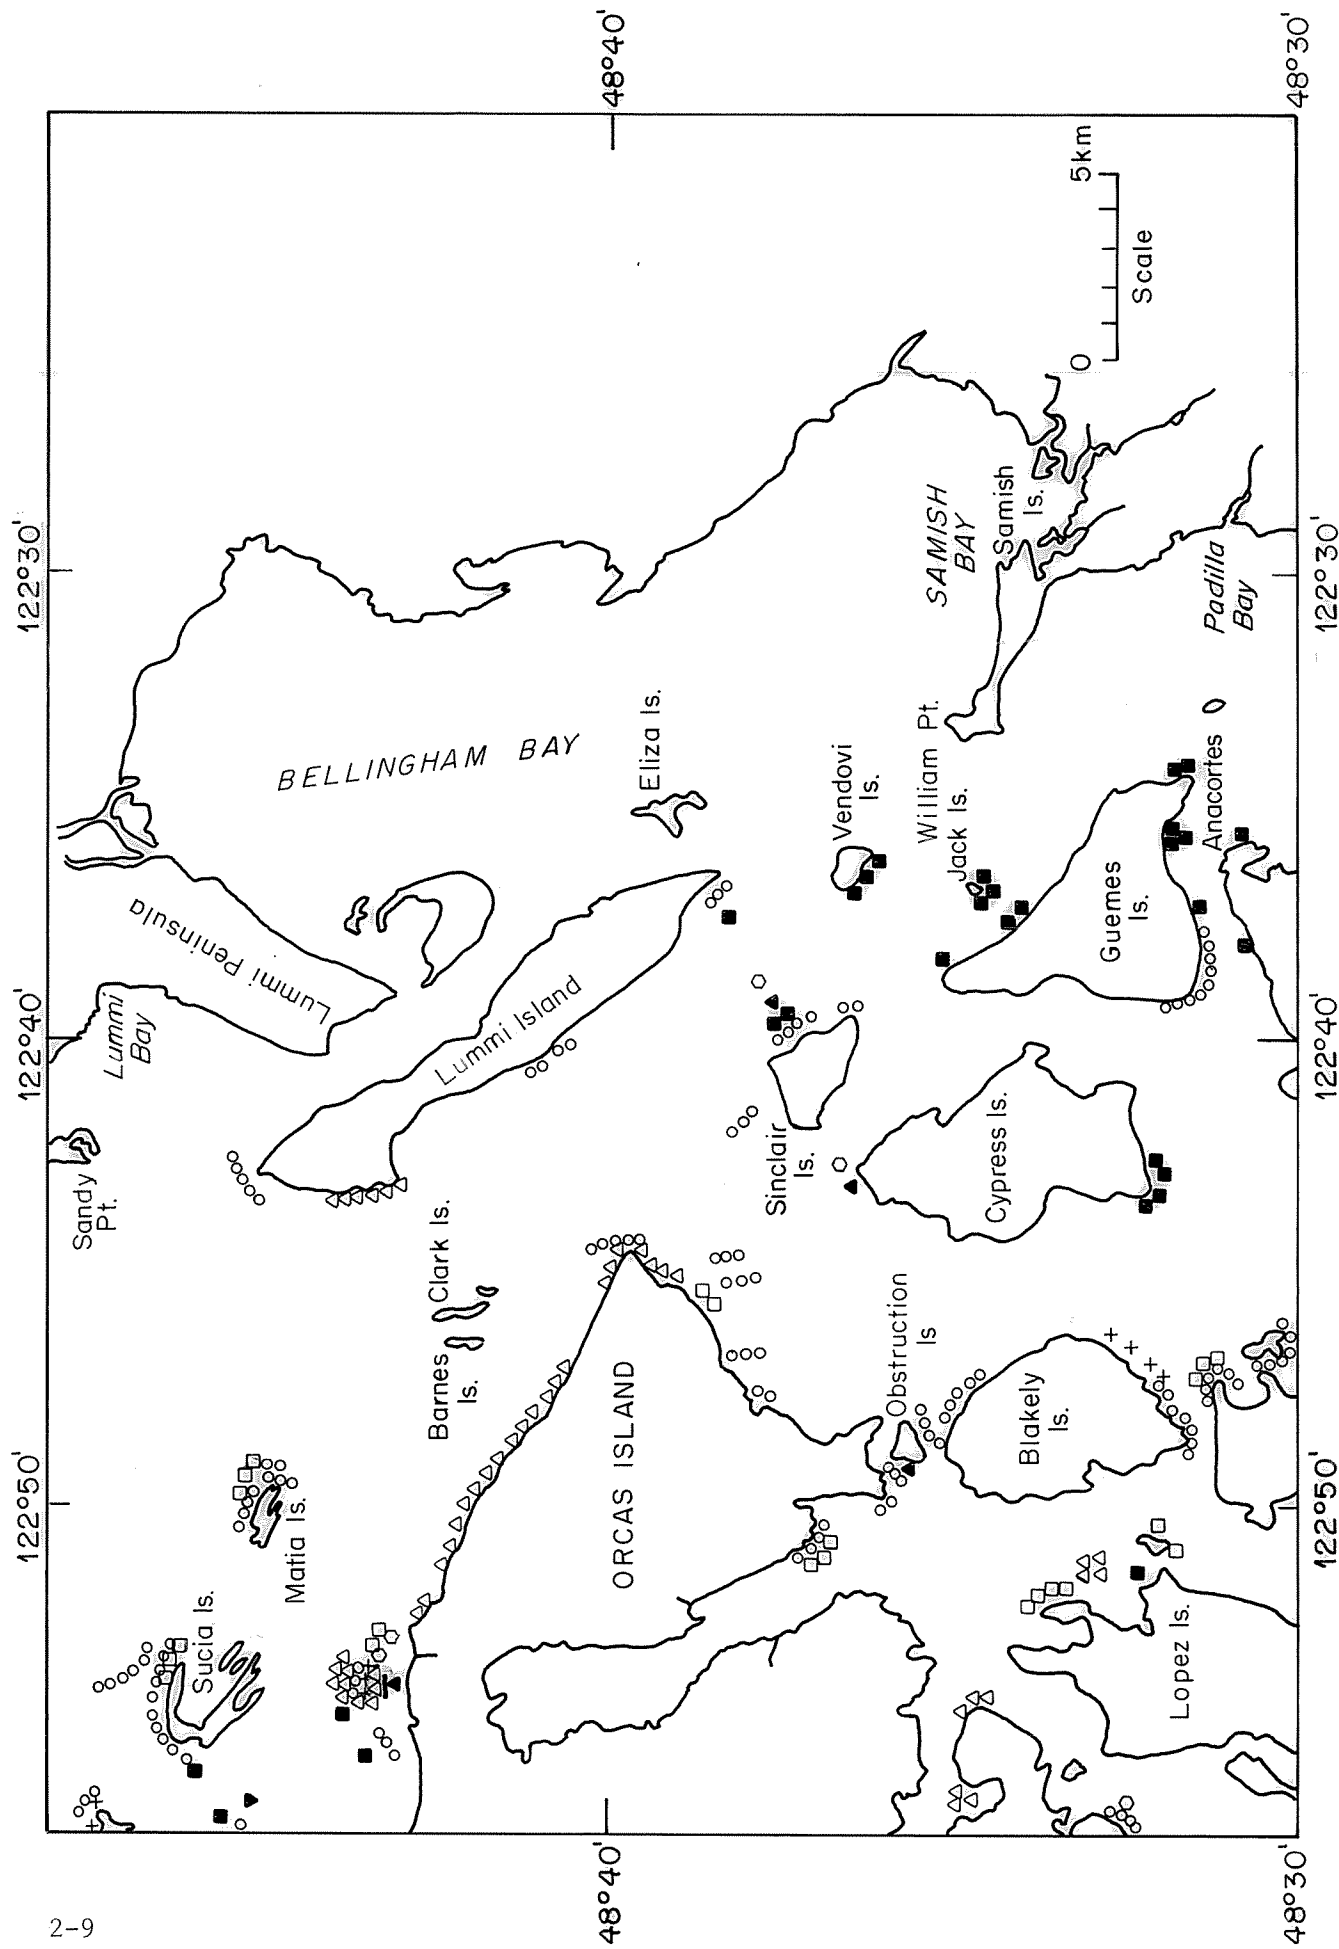 122°50'
122°40'
122°30'
48°40'
48°30'
48°40'
48°30'
122°50'
122°40'
122°30'
Sucia Is.
Matia Is.
Sandy
Pt.
Lummi
Bay
Lummi Peninsula
BELLINGHAM BAY
Barnes
Is.
Clark Is.
Lummi Island
Eliza Is.
ORCAS ISLAND
Sinclair
Is.
Vendovi
Is.
Obstruction
Is
William Pt.
Jack Is.
SAMISH
BAY
Samish
Is.
Blakely
Is.
Cypress Is.
Guemes
Is.
Lopez Is.
Anacortes
Padilla
Bay
0
5km
Scale
2-9